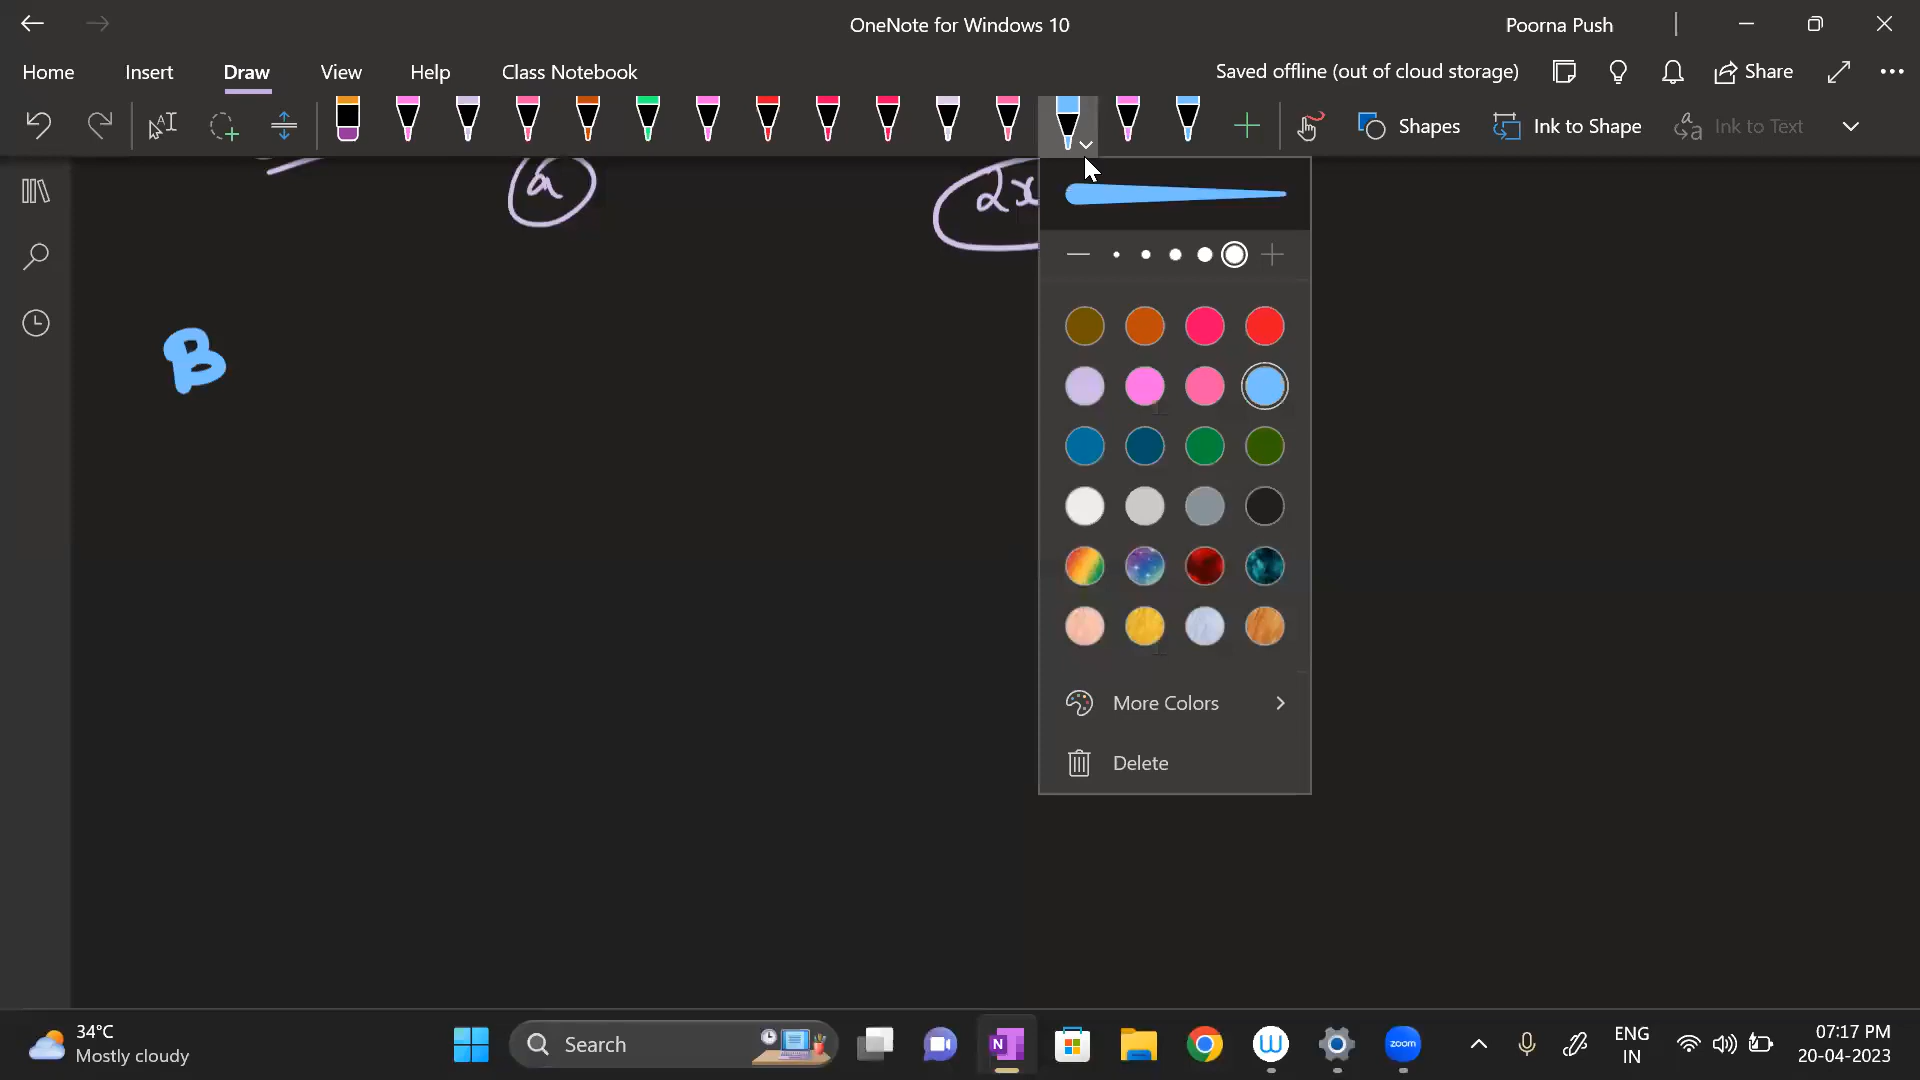 OneNote for Windows 10
Poorna Push
Home Insert Draw View Help Class Notebook
Saved offline (out of cloud storage) Share
Shapes Ink to Shape Ink to Text
a
2x
B
More Colors
Delete
34°C
Mostly cloudy
Search
zoom
ENG
IN
07:17 PM
20-04-2023